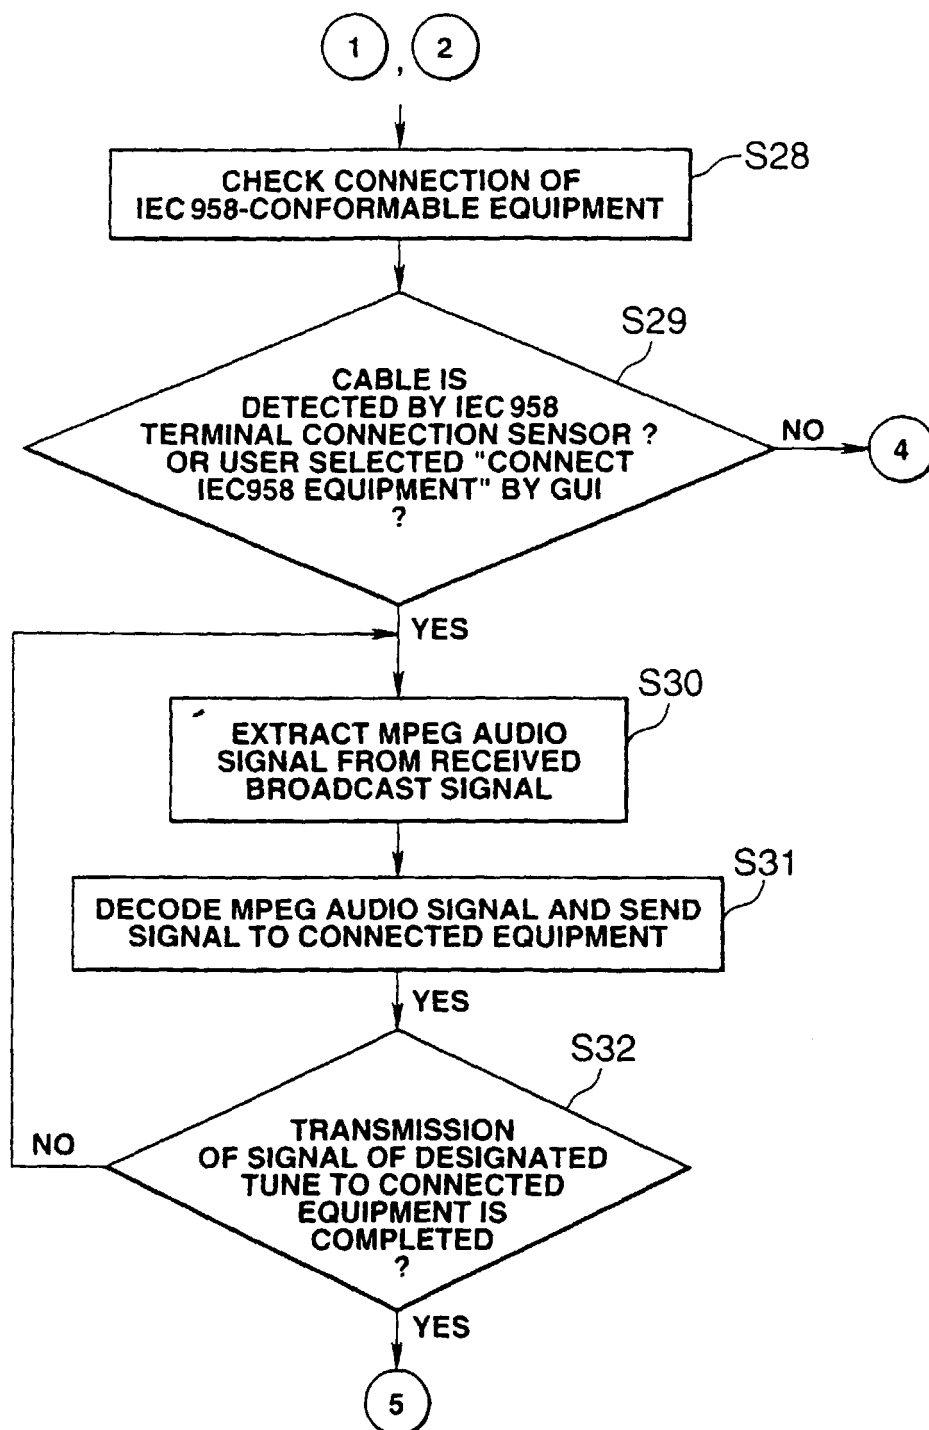 1 , 2
S28
CHECK CONNECTION OF
IEC 958-CONFORMABLE EQUIPMENT
S29
CABLE IS
DETECTED BY IEC 958
TERMINAL CONNECTION SENSOR ?
OR USER SELECTED "CONNECT
IEC958 EQUIPMENT" BY GUI
?
NO
4
YES
S30
EXTRACT MPEG AUDIO
SIGNAL FROM RECEIVED
BROADCAST SIGNAL
S31
DECODE MPEG AUDIO SIGNAL AND SEND
SIGNAL TO CONNECTED EQUIPMENT
YES
S32
NO
TRANSMISSION
OF SIGNAL OF DESIGNATED
TUNE TO CONNECTED
EQUIPMENT IS
COMPLETED
?
YES
5